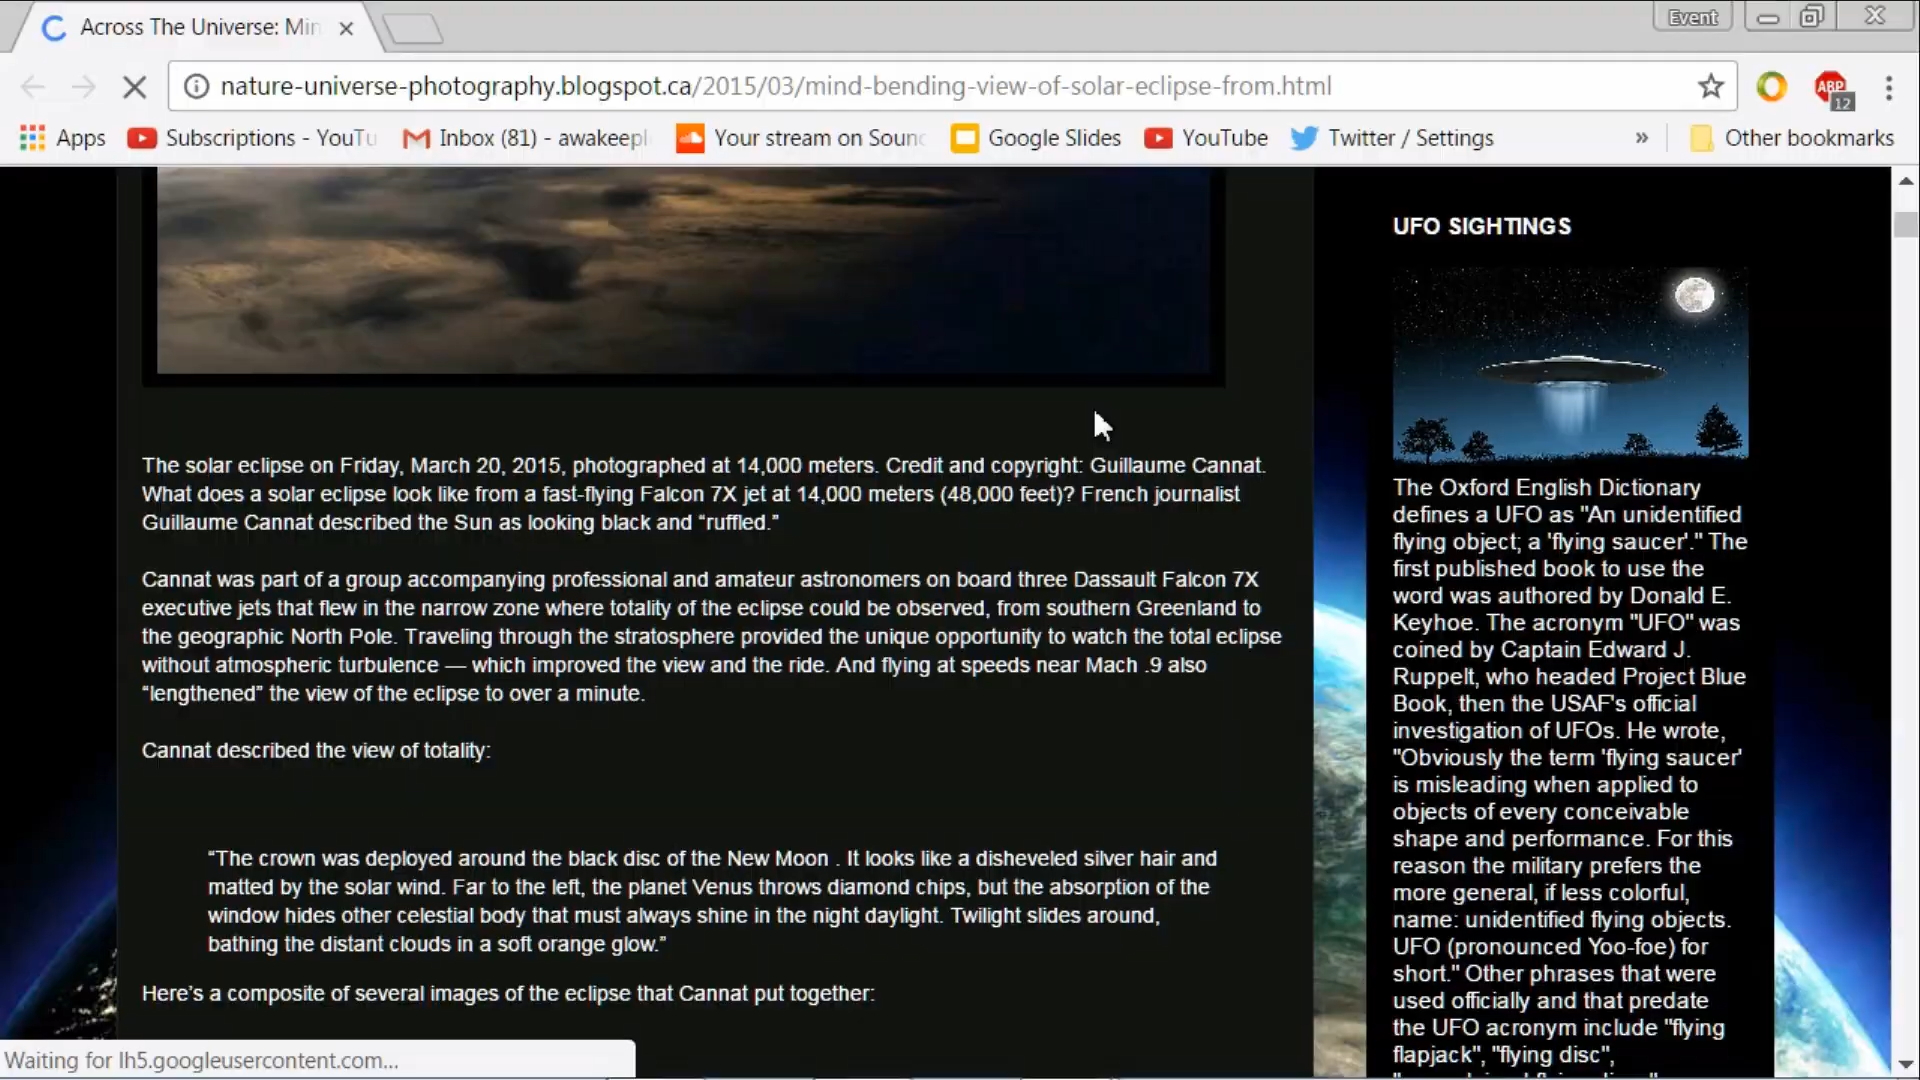 Across The Universe: Min
Event
nature-universe-photography.blogspot.ca/2015/03/mind-bending-view-of-solar-eclipse-from.html
ABP
12
Apps
Subscriptions - YouTu
Inbox (81) - awakeepl
Your stream on Soun
Google Slides
YouTube
Twitter / Settings
»
Other bookmarks
The solar eclipse on Friday, March 20, 2015, photographed at 14,000 meters. Credit and copyright: Guillaume Cannat.
What does a solar eclipse look like from a fast-flying Falcon 7X jet at 14,000 meters (48,000 feet)? French journalist
Guillaume Cannat described the Sun as looking black and “ruffled.”
Cannat was part of a group accompanying professional and amateur astronomers on board three Dassault Falcon 7X
executive jets that flew in the narrow zone where totality of the eclipse could be observed, from southern Greenland to
the geographic North Pole. Traveling through the stratosphere provided the unique opportunity to watch the total eclipse
without atmospheric turbulence — which improved the view and the ride. And flying at speeds near Mach .9 also
“lengthened” the view of the eclipse to over a minute.
Cannat described the view of totality:
“The crown was deployed around the black disc of the New Moon . It looks like a disheveled silver hair and
matted by the solar wind. Far to the left, the planet Venus throws diamond chips, but the absorption of the
window hides other celestial body that must always shine in the night daylight. Twilight slides around,
bathing the distant clouds in a soft orange glow.”
Here’s a composite of several images of the eclipse that Cannat put together:
UFO SIGHTINGS
The Oxford English Dictionary
defines a UFO as "An unidentified
flying object; a 'flying saucer'." The
first published book to use the
word was authored by Donald E.
Keyhoe. The acronym "UFO" was
coined by Captain Edward J.
Ruppelt, who headed Project Blue
Book, then the USAF's official
investigation of UFOs. He wrote,
"Obviously the term 'flying saucer'
is misleading when applied to
objects of every conceivable
shape and performance. For this
reason the military prefers the
more general, if less colorful,
name: unidentified flying objects.
UFO (pronounced Yoo-foe) for
short." Other phrases that were
used officially and that predate
the UFO acronym include "flying
flapjack", "flying disc",
Waiting for lh5.googleusercontent.com...